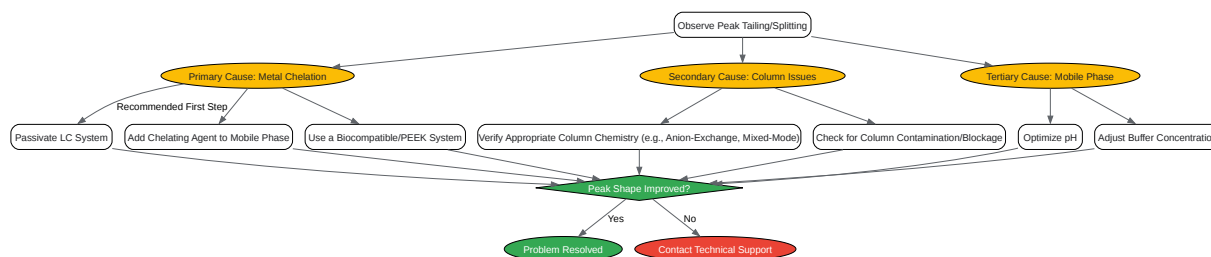 Observe Peak Tailing/Splitting
Primary Cause: Metal Chelation
Secondary Cause: Column Issues
Tertiary Cause: Mobile Phase
Recommended First Step
Passivate LC System
Add Chelating Agent to Mobile Phase
Use a Biocompatible/PEEK System
Verify Appropriate Column Chemistry (e.g., Anion-Exchange, Mixed-Mode)
Check for Column Contamination/Blockage
Optimize pH
Adjust Buffer Concentration
Peak Shape Improved?
Yes
No
Problem Resolved
Contact Technical Support